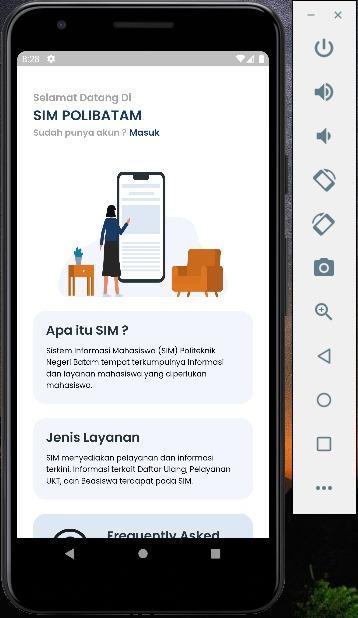 8:28
Selamat Datang Di
SIM POLIBATAM
Sudah punya akun ? Masuk
Apa itu SIM ?
Sistem Informasi Mahasiswa (SIM) Politeknik
Negeri Batam tempat terkumpulnya informasi
dan layanan mahasiswa yang diperlukan
mahasiswa.
Jenis Layanan
SIM menyediakan pelayanan dan informasi
terkini. Informasi terkait Daftar Ulang, Pelayanan
UKT, dan Beasiswa terdapat pada SIM.
Frequently Asked